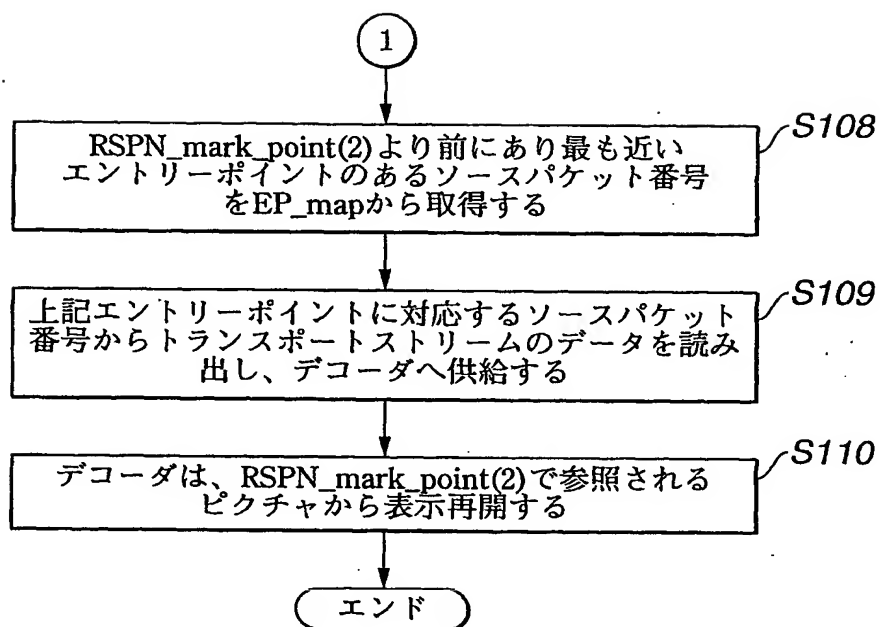 1
S108
RSPN_mark_point(2)より前にあり最も近い
エントリーポイントのあるソースパケット番号
をEP_mapから取得する
S109
上記エントリーポイントに対応するソースパケット
番号からトランスポートストリームのデータを読み
出し、デコーダへ供給する
S110
デコーダは、RSPN_mark_point(2)で参照される
ピクチャから表示再開する
エンド